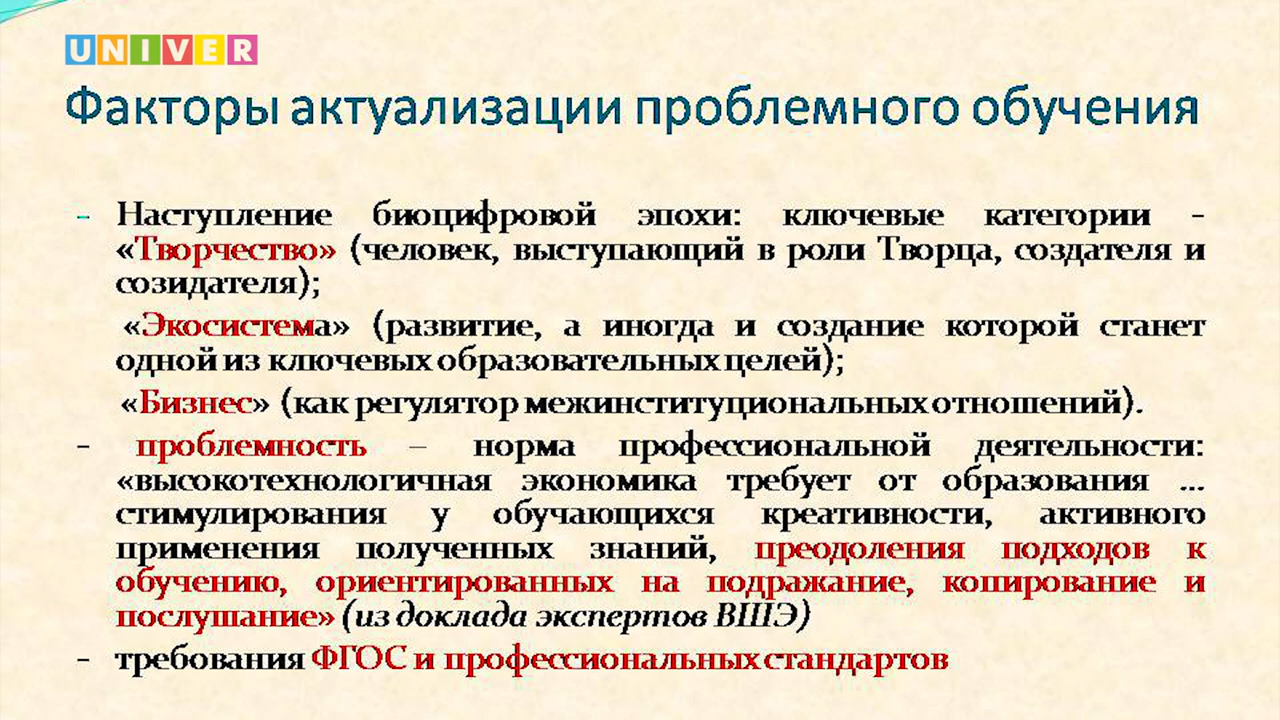 UNIVER
Факторы актуализации проблемного обучения
- Наступление биоцифровой эпохи: ключевые категории -
«Творчество» (человек, выступающий в роли Творца, создателя и
созидателя);
«Экосистема» (развитие, а иногда и создание которой станет
одной из ключевых образовательных целей);
«Бизнес» (как регулятор межинституциональных отношений).
- проблемность – норма профессиональной деятельности:
«высокотехнологичная экономика требует от образования ...
стимулирования у обучающихся креативности, активного
применения полученных знаний, преодоления подходов к
обучению, ориентированных на подражание, копирование и
послушание» (из доклада экспертов ВШЭ)
- требования ФГОС и профессиональных стандартов